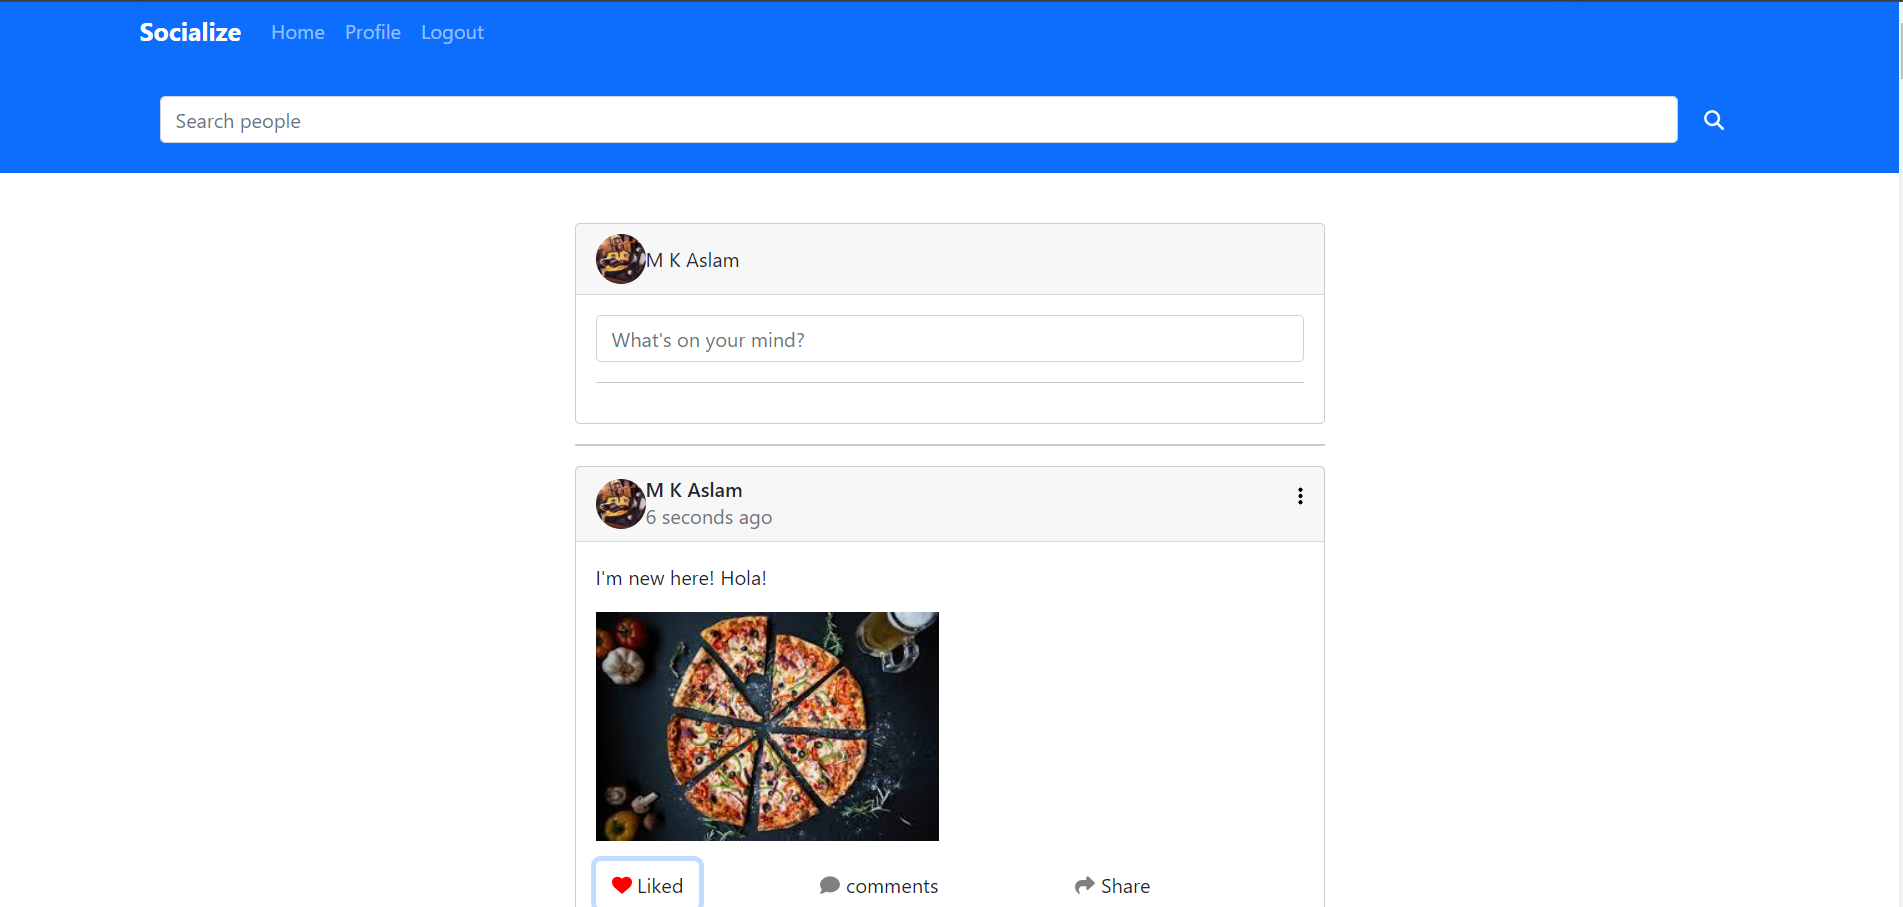 Socialize Home Profile Logout
Search people
M K Aslam
What's on your mind?
M K Aslam
6 seconds ago
I'm new here! Hola!
Liked comments Share